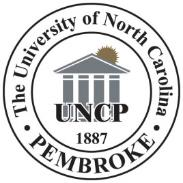 • The University of North Carolina •
UNCP
1887
PEMBROKE